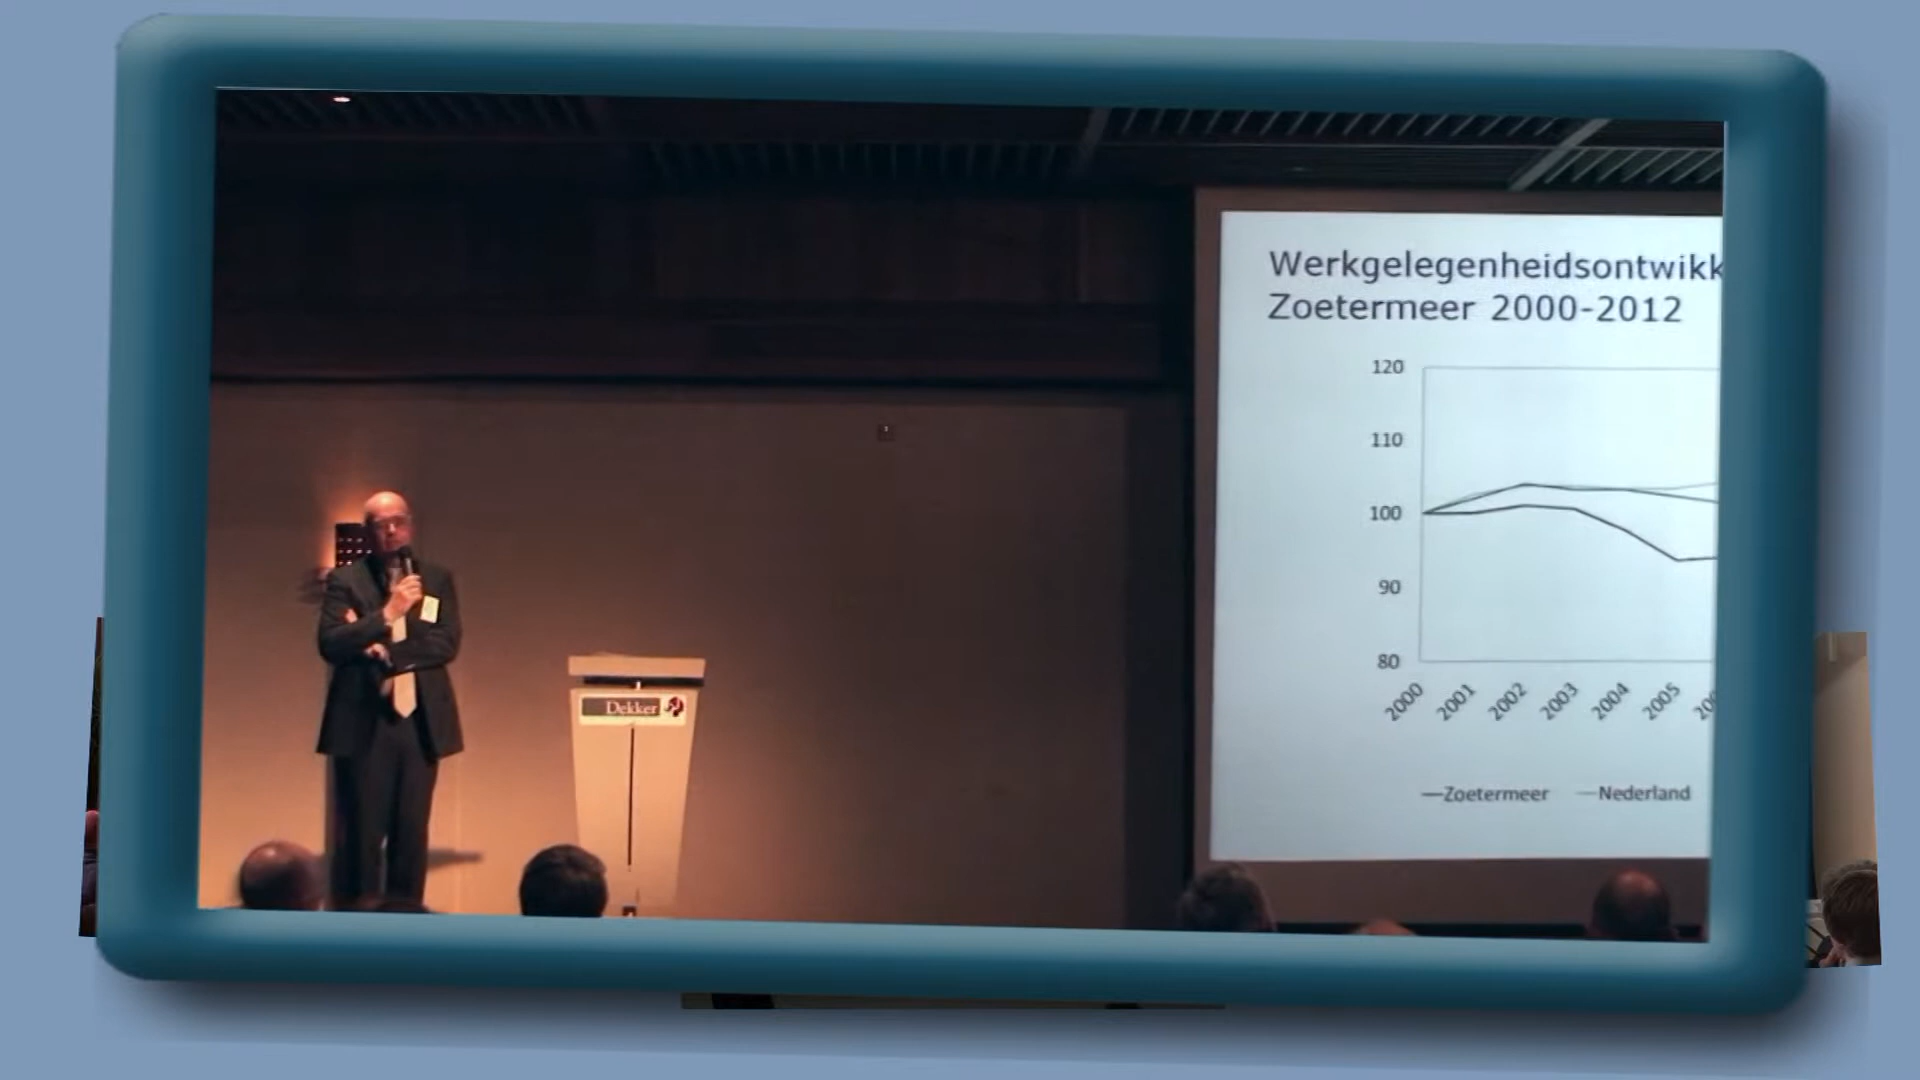 Werkgelegenheidsontwikk
Zoetermeer 2000-2012
120
110
100
90
80
2000 2001 2002 2003 2004 2005
Zoetermeer Nederland
Dekker